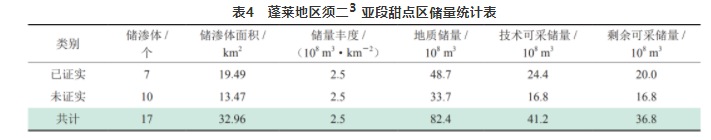 表4 蓬莱地区须二³亚段甜点区储量统计表
类别 储渗体/个 储渗体面积/km² 储量丰度/(10⁸ m³·km⁻²) 地质储量/10⁸ m³ 技术可采储量/10⁸ m³ 剩余可采储量/10⁸ m³
已证实 7 19.49 2.5 48.7 24.4 20.0
未证实 10 13.47 2.5 33.7 16.8 16.8
共计 17 32.96 2.5 82.4 41.2 36.8